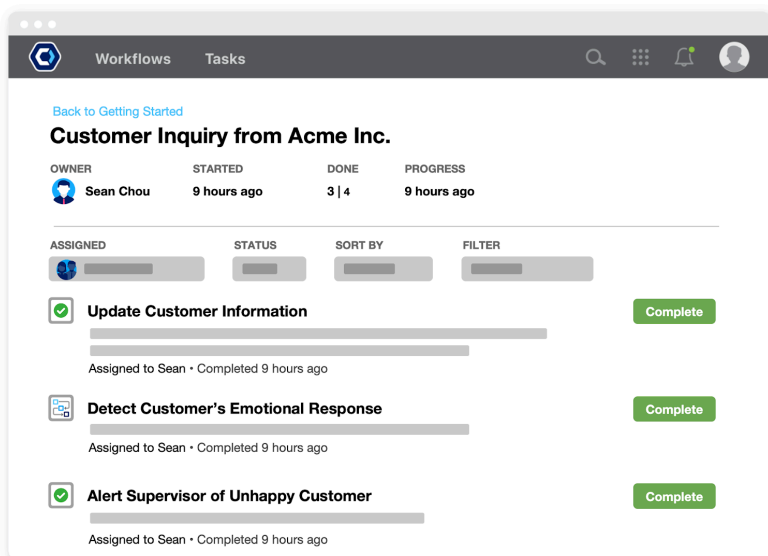 Workflows Tasks
Back to Getting Started
Customer Inquiry from Acme Inc.
OWNER STARTED DONE PROGRESS
Sean Chou 9 hours ago 3 | 4 9 hours ago
ASSIGNED STATUS SORT BY FILTER
Update Customer Information Complete
Assigned to Sean • Completed 9 hours ago
Detect Customer's Emotional Response Complete
Assigned to Sean • Completed 9 hours ago
Alert Supervisor of Unhappy Customer Complete
Assigned to Sean • Completed 9 hours ago